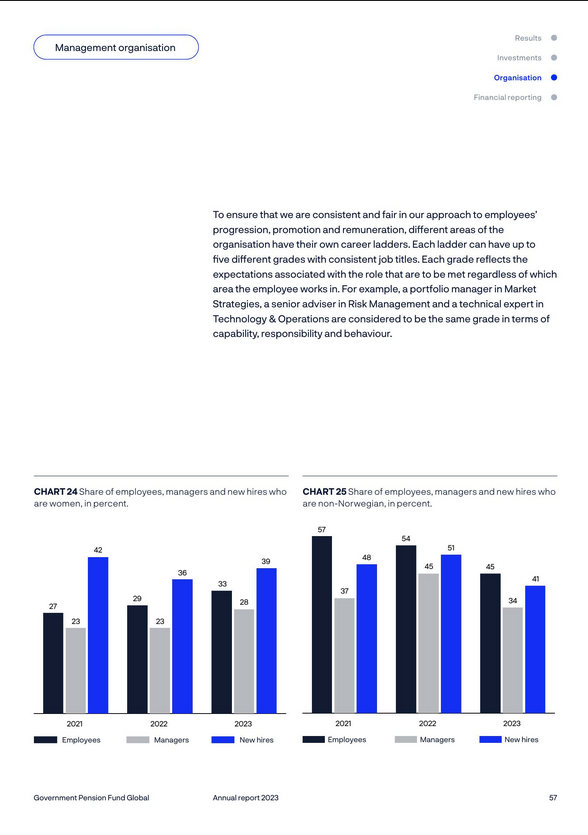 Management organisation
Results
Investments
Organisation
Financial reporting
To ensure that we are consistent and fair in our approach to employees'
progression, promotion and remuneration, different areas of the
organisation have their own career ladders. Each ladder can have up to
five different grades with consistent job titles. Each grade reflects the
expectations associated with the role that are to be met regardless of which
area the employee works in. For example, a portfolio manager in Market
Strategies, a senior adviser in Risk Management and a technical expert in
Technology & Operations are considered to be the same grade in terms of
capability, responsibility and behaviour.
CHART 24 Share of employees, managers and new hires who
are women, in percent.
27
23
42
29
23
36
33
28
39
2021
2022
2023
Employees
Managers
New hires
CHART 25 Share of employees, managers and new hires who
are non-Norwegian, in percent.
57
37
48
54
45
51
45
34
41
2021
2022
2023
Employees
Managers
New hires
Government Pension Fund Global
Annual report 2023
57